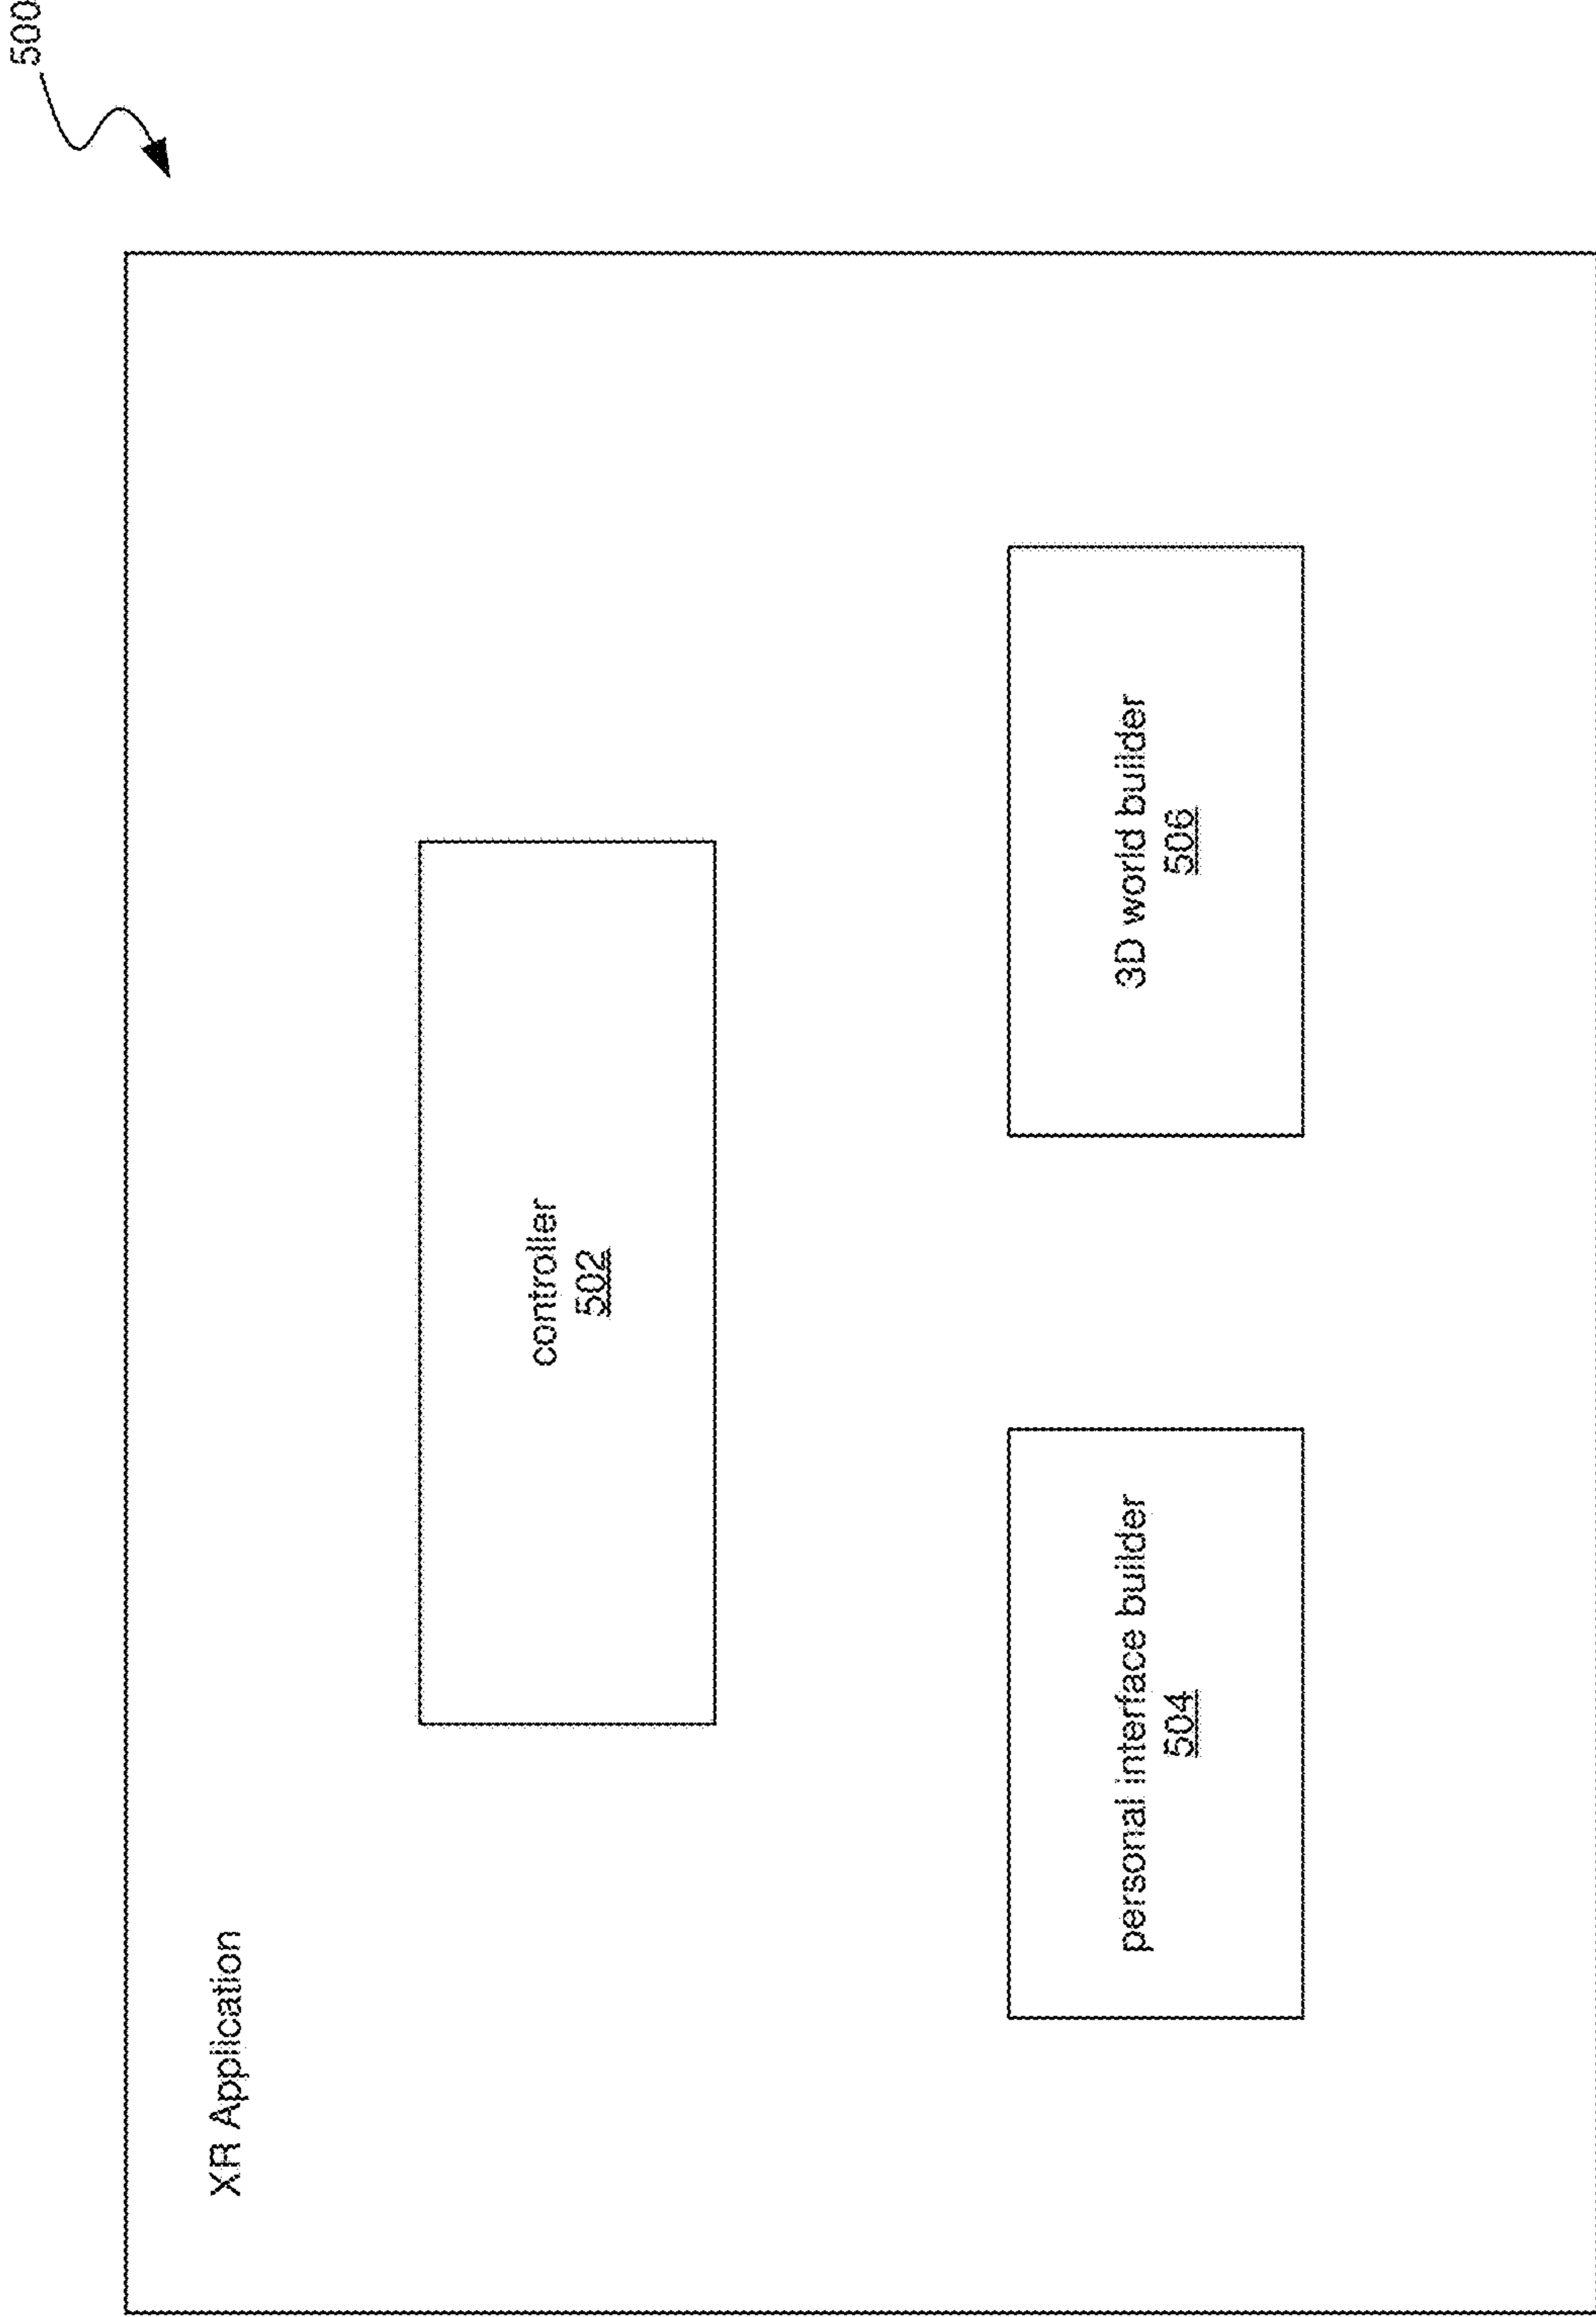 500
XR Application
controller
502
personal interface builder
504
3D world builder
506